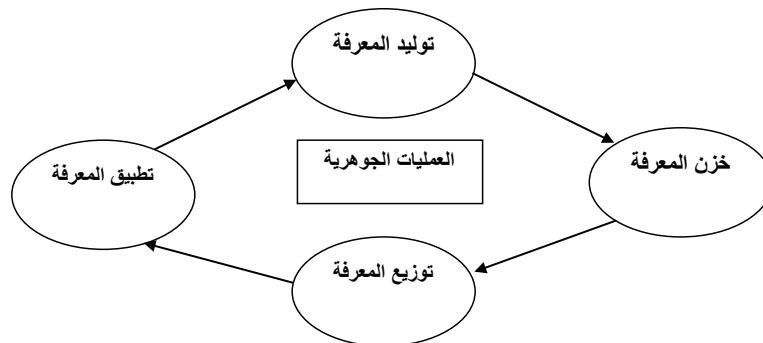 توليد المعرفة
العمليات الجوهرية
خزن المعرفة
تطبيق المعرفة
توزيع المعرفة